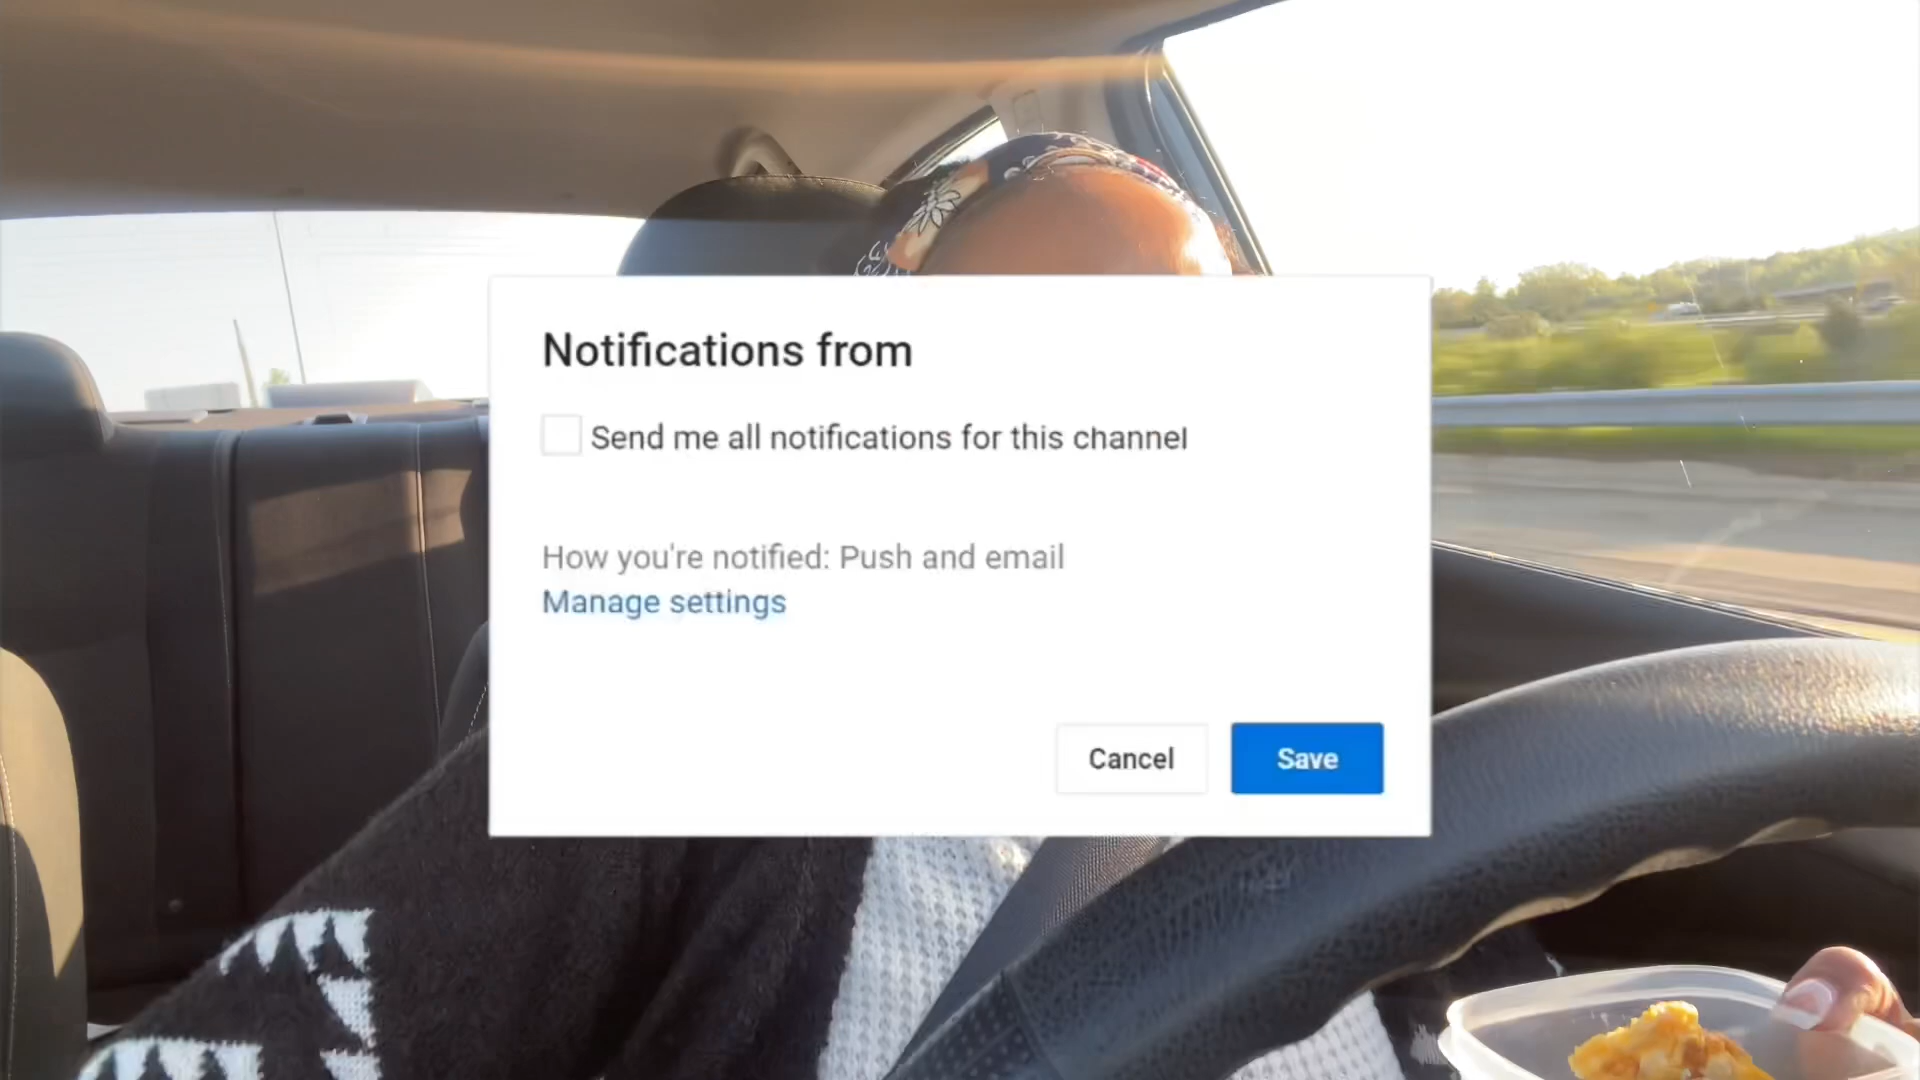 Notifications from
Send me all notifications for this channel
How you're notified: Push and email
Manage settings
Cancel
Save